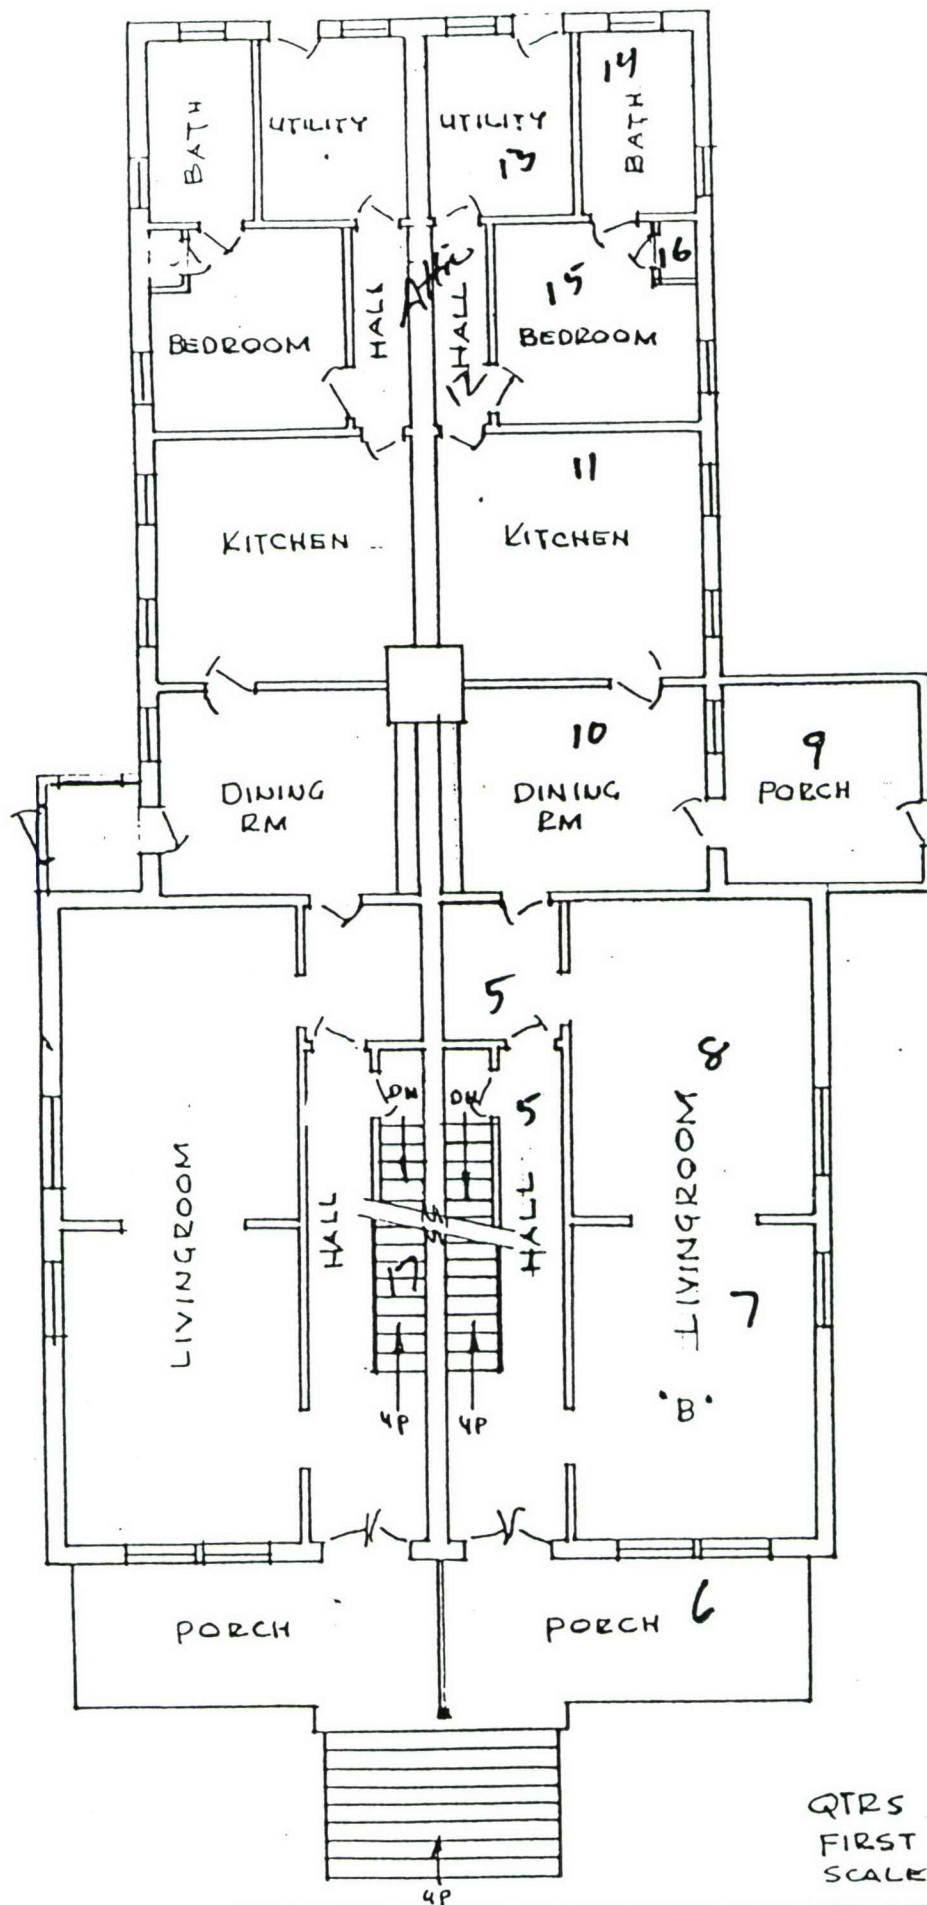 14
BATH
UTILITY
UTILITY
BATH
13
16
Attic
15
HALL
HALL
BEDROOM
BEDROOM
12
11
KITCHEN
KITCHEN
10
9
DINING
RM
DINING
RM
PORCH
5
8
DN
DN
5
LIVINGROOM
HALL
HALL
LIVINGROOM
17
7
UP
UP
"B"
6
PORCH
PORCH
QTRS
FIRST
SCALE
UP